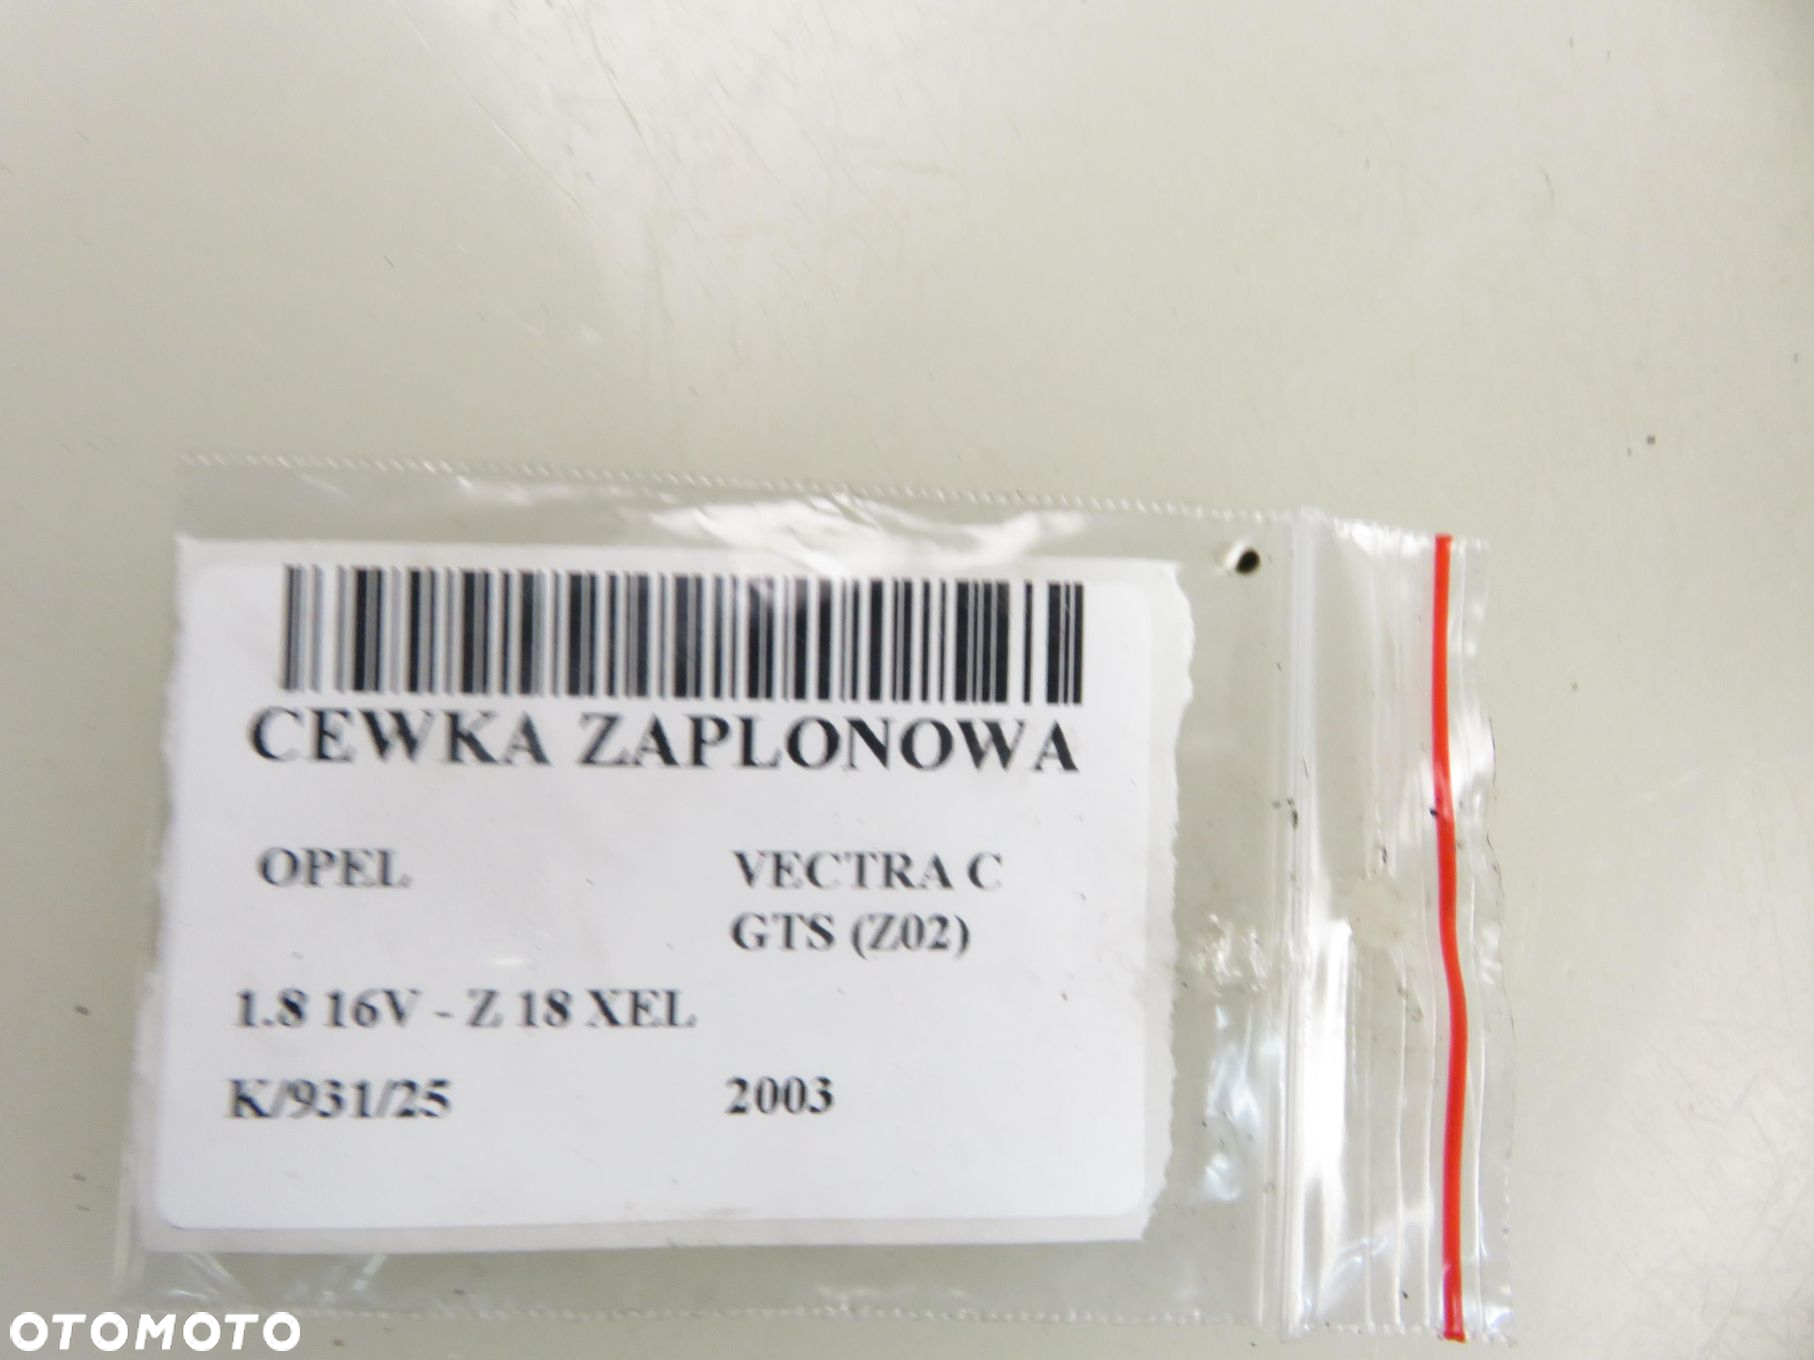 CEWKA ZAPLONOWA
OPEL
VECTRA C
GTS (Z02)
1.8 16V - Z 18 XEL
K/931/25
2003
OTOMOTO